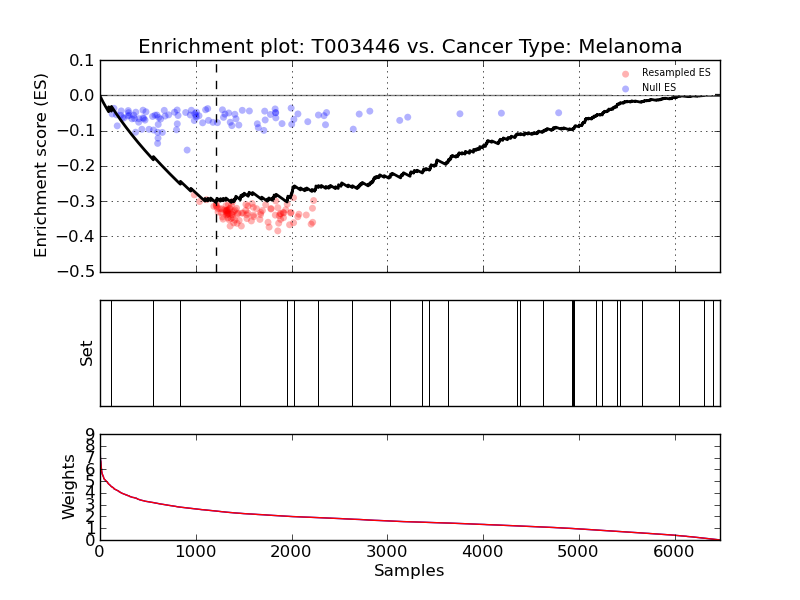 Enrichment plot: T003446 vs. Cancer Type: Melanoma
0.1
0.0
−0.1
−0.2
−0.3
−0.4
−0.5
Enrichment score (ES)
Resampled ES
Null ES
Set
9
8
7
6
5
4
3
2
1
0
Weights
0 1000 2000 3000 4000 5000 6000
Samples